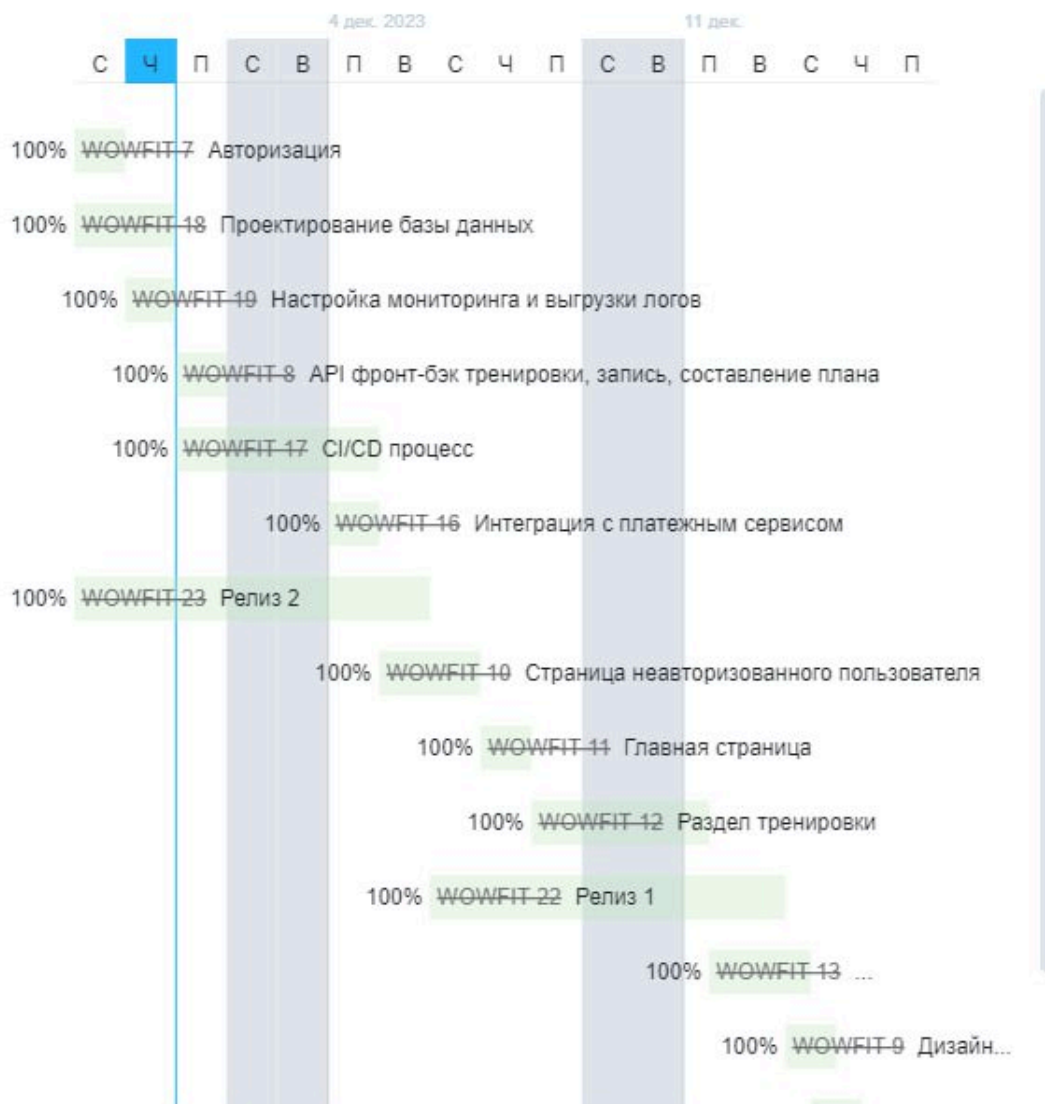 4 дек. 2023 11 дек.
С Ч П С В П В С Ч П С В П В С Ч П
100% WOWFIT-7 Авторизация
100% WOWFIT-18 Проектирование базы данных
100% WOWFIT-19 Настройка мониторинга и выгрузки логов
100% WOWFIT-8 API фронт-бэк тренировки, запись, составление плана
100% WOWFIT-17 CI/CD процесс
100% WOWFIT-16 Интеграция с платежным сервисом
100% WOWFIT-23 Релиз 2
100% WOWFIT-10 Страница неавторизованного пользователя
100% WOWFIT-11 Главная страница
100% WOWFIT-12 Раздел тренировки
100% WOWFIT-22 Релиз 1
100% WOWFIT-13 ...
100% WOWFIT-9 Дизайн...